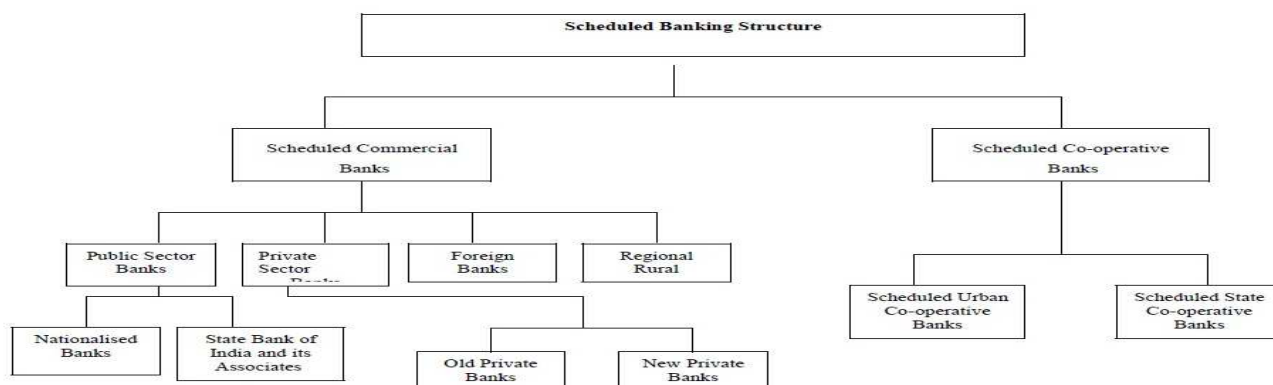 Scheduled Banking Structure
Scheduled Commercial
Banks
Scheduled Co-operative
Banks
Public Sector
Banks
Private
Sector
Banks
Foreign
Banks
Regional
Rural
Scheduled Urban
Co-operative
Banks
Scheduled State
Co-operative
Banks
Nationalised
Banks
State Bank of
India and its
Associates
Old Private
Banks
New Private
Banks